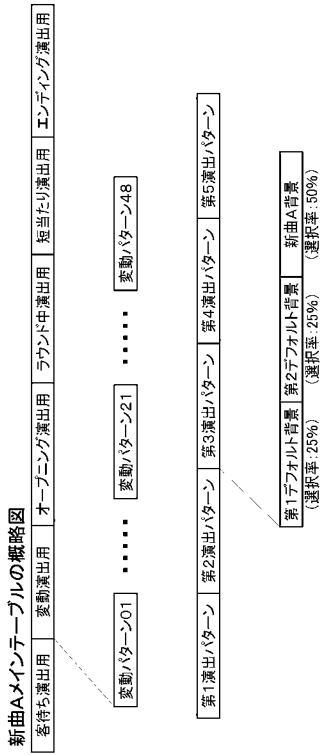 新曲Aメインテーブルの概略図
客待ち演出用 変動演出用 オープニング演出用 ラウンド中演出用 短当たり演出用 エンディング演出用
変動パターン01 ・・・・・ 変動パターン21 ・・・・・ 変動パターン48
第1演出パターン 第2演出パターン 第3演出パターン 第4演出パターン 第5演出パターン
第1デフォルト背景 第2デフォルト背景 新曲A背景
(選択率:25%) (選択率:25%) (選択率:50%)